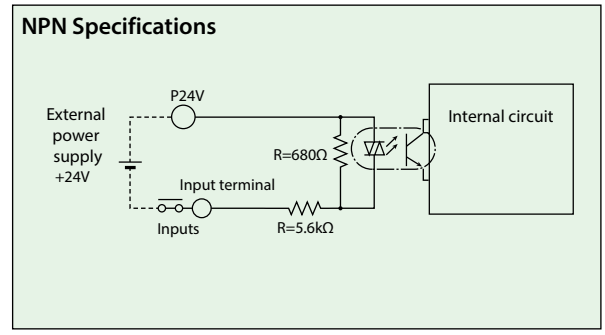 NPN Specifications
P24V
External
power
supply
+24V
Internal circuit
R=680Ω
Input terminal
Inputs
R=5.6kΩ